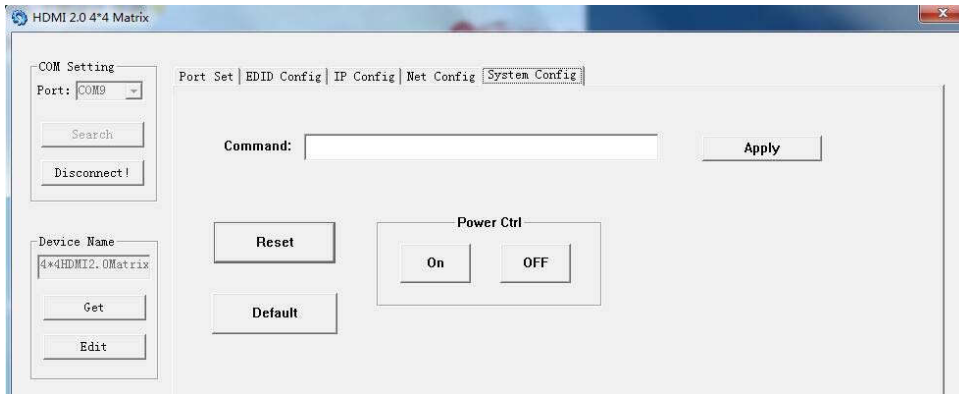 HDMI 2.0 4*4 Matrix
COM Setting
Port: COM9
Search
Disconnect!
Device Name
4*4HDMI2.0Matrix
Get
Edit
Port Set EDID Config IP Config Net Config System Config
Command:
Apply
Reset
Default
Power Ctrl
On
OFF